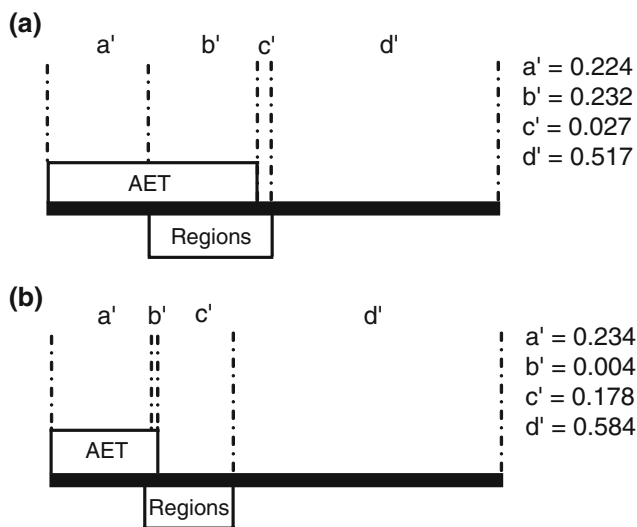 (a)
a' b' c' d'
a' = 0.224
b' = 0.232
c' = 0.027
d' = 0.517
AET
Regions
(b)
a' b' c' d'
a' = 0.234
b' = 0.004
c' = 0.178
d' = 0.584
AET
Regions